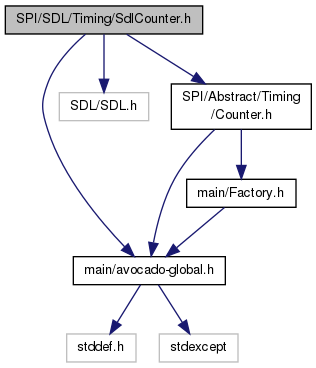 SPI/SDL/Timing/SdlCounter.h
SDL/SDL.h
SPI/Abstract/Timing
/Counter.h
main/Factory.h
main/avocado-global.h
stddef.h
stdexcept